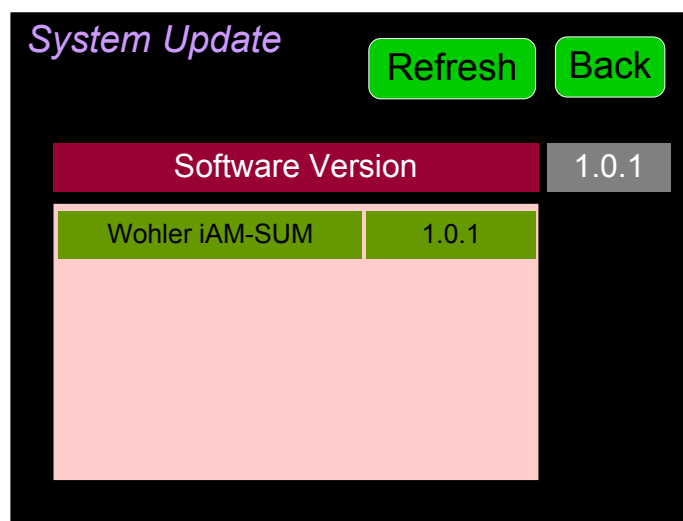 System Update
Refresh Back
Software Version 1.0.1
Wohler iAM-SUM 1.0.1